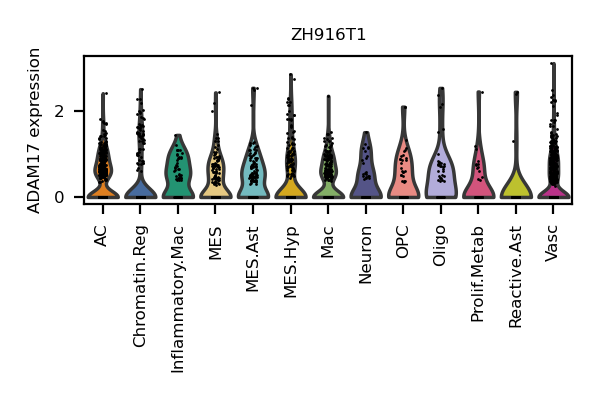 ZH916T1
ADAM17 expression
2
0
AC
Chromatin.Reg
Inflammatory.Mac
MES
MES.Ast
MES.Hyp
Mac
Neuron
OPC
Oligo
Prolif.Metab
Reactive.Ast
Vasc